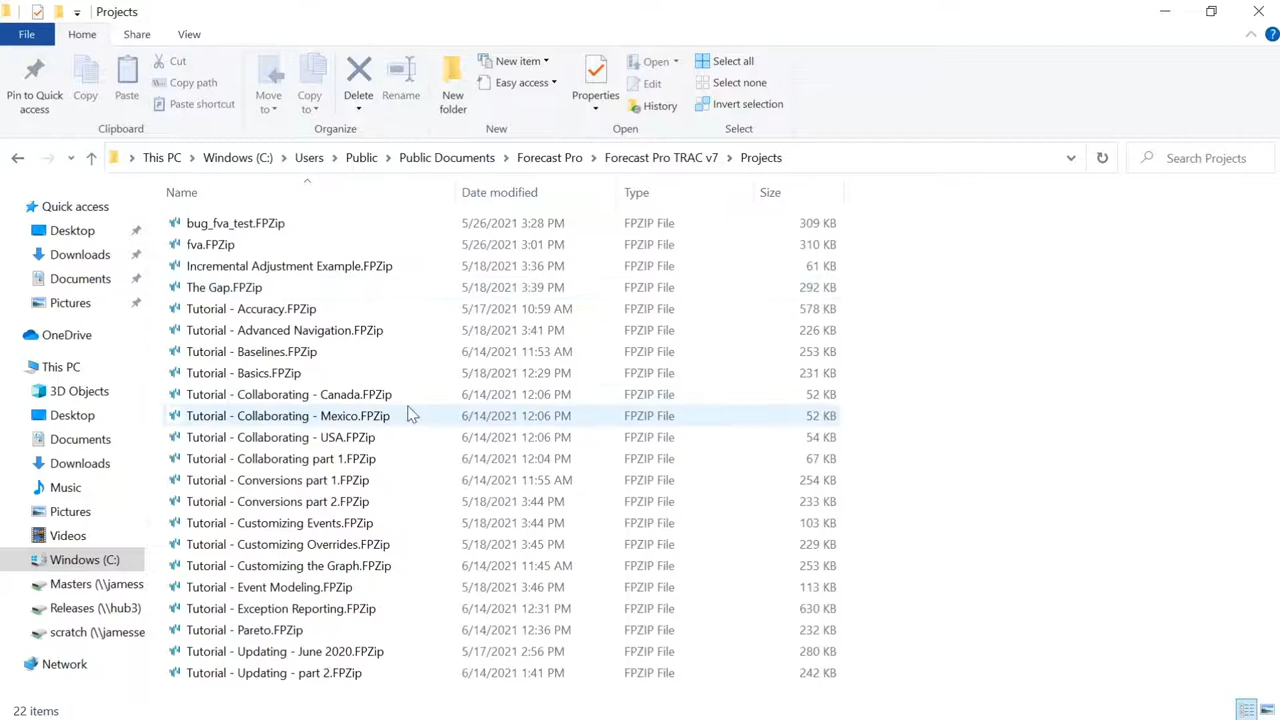 Projects
File Home Share View
Pin to Quick access
Copy
Paste
Cut
Copy path
Paste shortcut
Clipboard
Move to
Copy to
Delete
Rename
Organize
New folder
New item
Easy access
New
Properties
Open
Edit
History
Open
Select all
Select none
Invert selection
Select
This PC > Windows (C:) > Users > Public > Public Documents > Forecast Pro > Forecast Pro TRAC v7 > Projects
Search Projects
Quick access
Desktop
Downloads
Documents
Pictures
OneDrive
This PC
3D Objects
Desktop
Documents
Downloads
Music
Pictures
Videos
Windows (C:)
Masters (\\jamess
Releases (\\hub3)
scratch (\\jamesse
Network
Name Date modified Type Size
bug_fva_test.FPZip 5/26/2021 3:28 PM FPZIP File 309 KB
fva.FPZip 5/26/2021 3:01 PM FPZIP File 310 KB
Incremental Adjustment Example.FPZip 5/18/2021 3:36 PM FPZIP File 61 KB
The Gap.FPZip 5/18/2021 3:39 PM FPZIP File 292 KB
Tutorial - Accuracy.FPZip 5/17/2021 10:59 AM FPZIP File 578 KB
Tutorial - Advanced Navigation.FPZip 5/18/2021 3:41 PM FPZIP File 226 KB
Tutorial - Baselines.FPZip 6/14/2021 11:53 AM FPZIP File 253 KB
Tutorial - Basics.FPZip 5/18/2021 12:29 PM FPZIP File 231 KB
Tutorial - Collaborating - Canada.FPZip 6/14/2021 12:06 PM FPZIP File 52 KB
Tutorial - Collaborating - Mexico.FPZip 6/14/2021 12:06 PM FPZIP File 52 KB
Tutorial - Collaborating - USA.FPZip 6/14/2021 12:06 PM FPZIP File 54 KB
Tutorial - Collaborating part 1.FPZip 6/14/2021 12:04 PM FPZIP File 67 KB
Tutorial - Conversions part 1.FPZip 6/14/2021 11:55 AM FPZIP File 254 KB
Tutorial - Conversions part 2.FPZip 5/18/2021 3:44 PM FPZIP File 233 KB
Tutorial - Customizing Events.FPZip 5/18/2021 3:44 PM FPZIP File 103 KB
Tutorial - Customizing Overrides.FPZip 5/18/2021 3:45 PM FPZIP File 229 KB
Tutorial - Customizing the Graph.FPZip 6/14/2021 11:45 AM FPZIP File 253 KB
Tutorial - Event Modeling.FPZip 5/18/2021 3:46 PM FPZIP File 113 KB
Tutorial - Exception Reporting.FPZip 6/14/2021 12:31 PM FPZIP File 630 KB
Tutorial - Pareto.FPZip 6/14/2021 12:36 PM FPZIP File 232 KB
Tutorial - Updating - June 2020.FPZip 5/17/2021 2:56 PM FPZIP File 280 KB
Tutorial - Updating - part 2.FPZip 6/14/2021 1:41 PM FPZIP File 242 KB
22 items